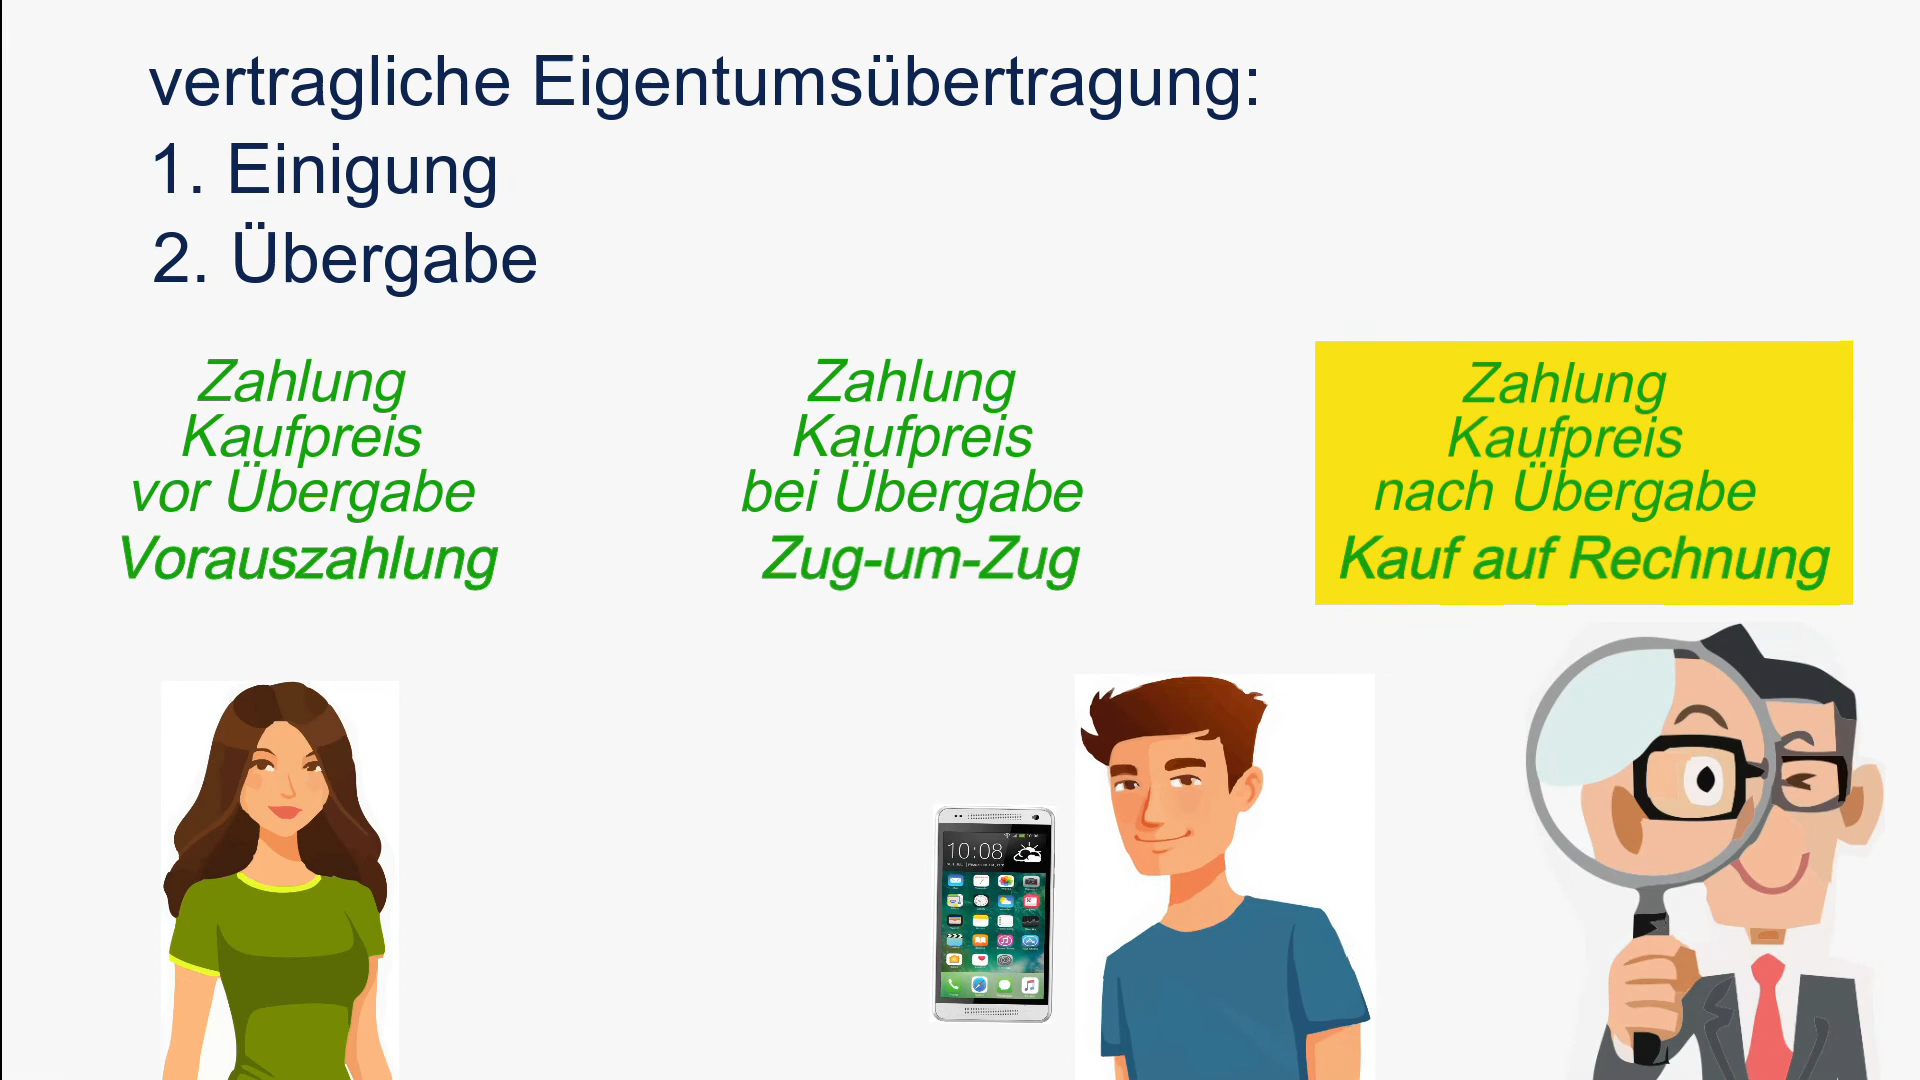 vertragliche Eigentumsübertragung:
1. Einigung
2. Übergabe
Zahlung
Kaufpreis
vor Übergabe
Vorauszahlung
Zahlung
Kaufpreis
bei Übergabe
Zug-um-Zug
Zahlung
Kaufpreis
nach Übergabe
Kauf auf Rechnung
10:08